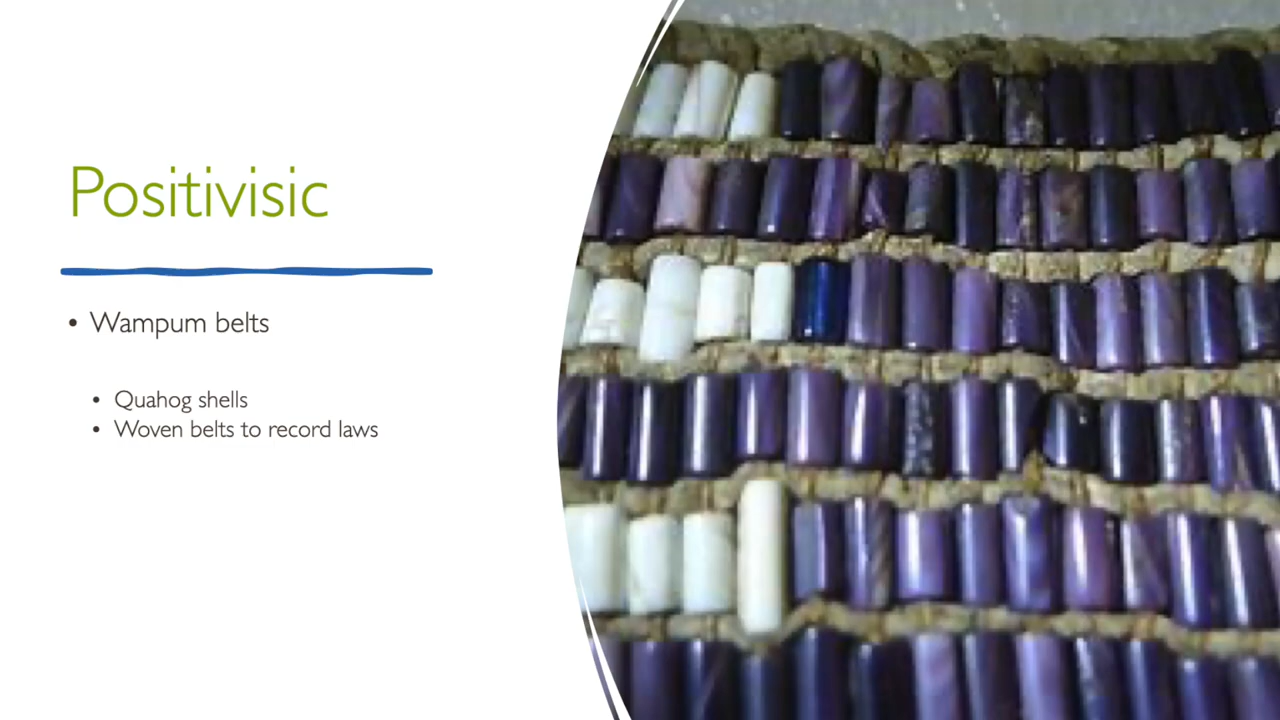 Positivisic
• Wampum belts
• Quahog shells
• Woven belts to record laws